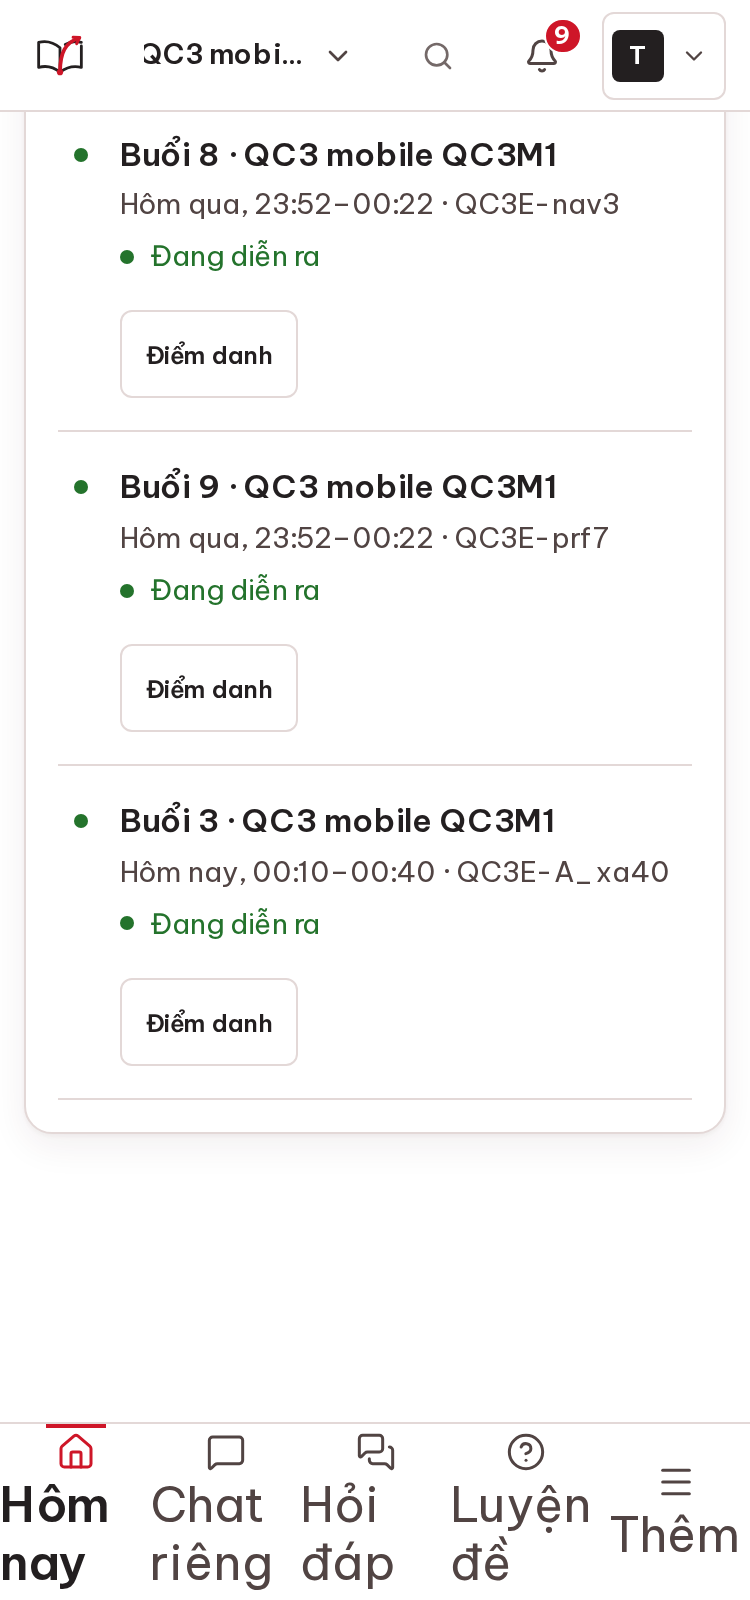 QC3 mobi...
9
T
Buổi 8 · QC3 mobile QC3M1
Hôm qua, 23:52–00:22 · QC3E-nav3
Đang diễn ra
Điểm danh
Buổi 9 · QC3 mobile QC3M1
Hôm qua, 23:52–00:22 · QC3E-prf7
Đang diễn ra
Điểm danh
Buổi 3 · QC3 mobile QC3M1
Hôm nay, 00:10–00:40 · QC3E-A_xa40
Đang diễn ra
Điểm danh
Hôm nay
Chat riêng
Hỏi đáp
Luyện đề
Thêm